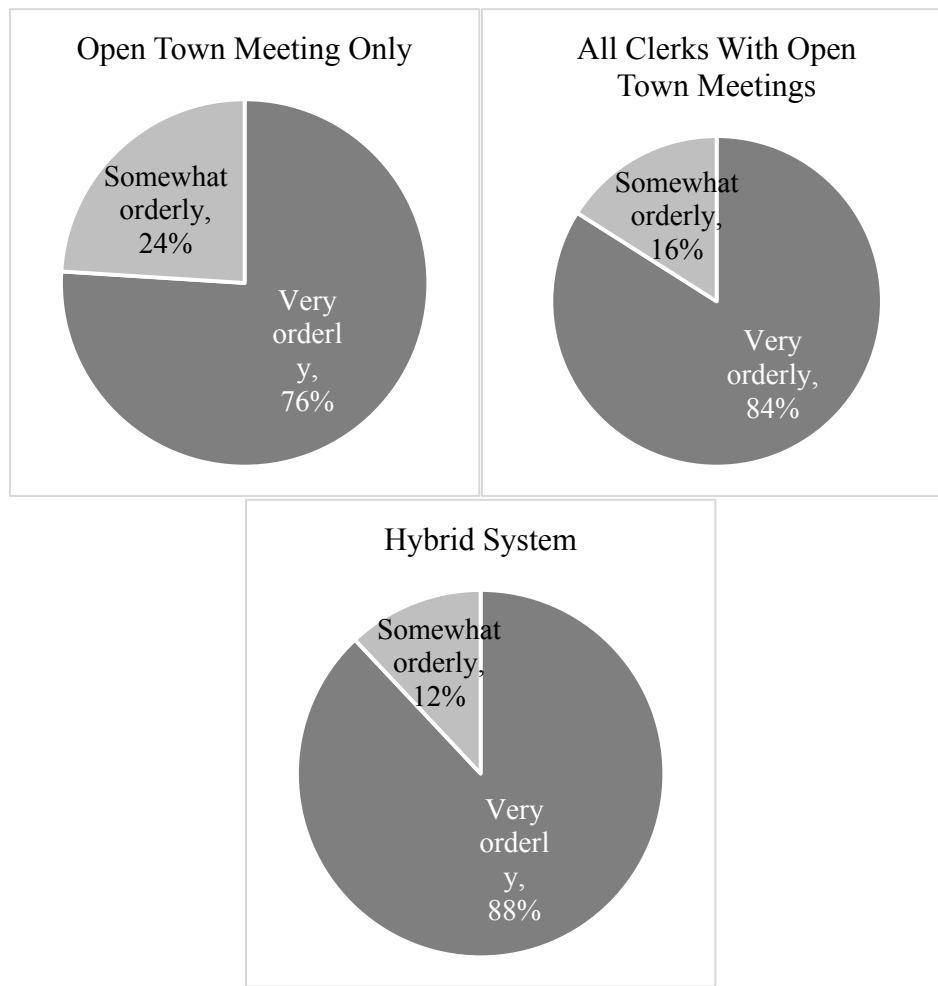 Open Town Meeting Only
Somewhat
orderly,
24%
Very
orderl
y,
76%
All Clerks With Open
Town Meetings
Somewhat
orderly,
16%
Very
orderly,
84%
Hybrid System
Somewhat
orderly,
12%
Very
orderl
y,
88%